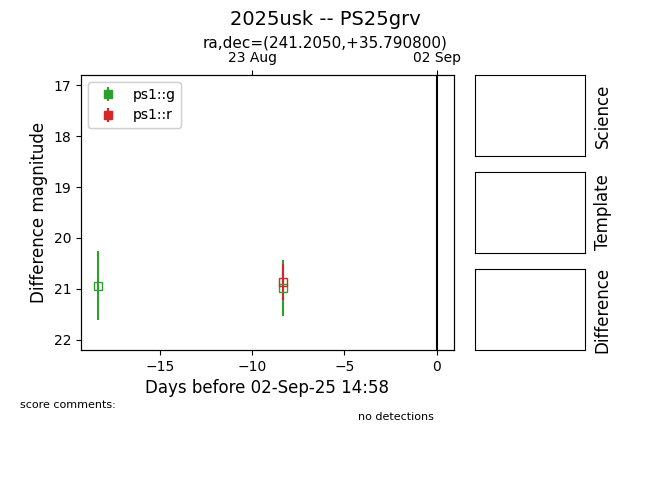 2025usk -- PS25grv
ra,dec=(241.2050,+35.790800)
23 Aug
02 Sep
17
18
19
20
21
22
Difference magnitude
ps1::g
ps1::r
−15
−10
−5
0
Days before 02-Sep-25 14:58
Science
Template
Difference
score comments:
no detections